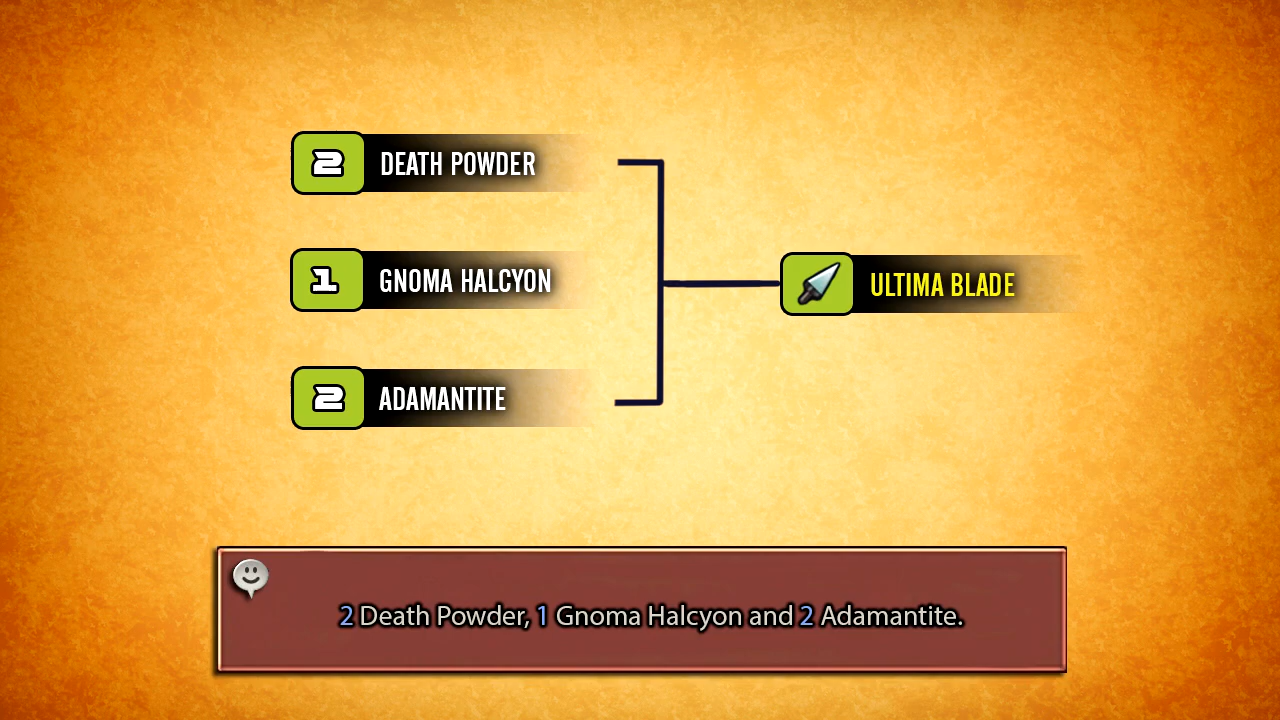 2 DEATH POWDER
1 GNOMA HALCYON
ULTIMA BLADE
2 ADAMANTITE
2 Death Powder, 1 Gnoma Halcyon and 2 Adamantite.